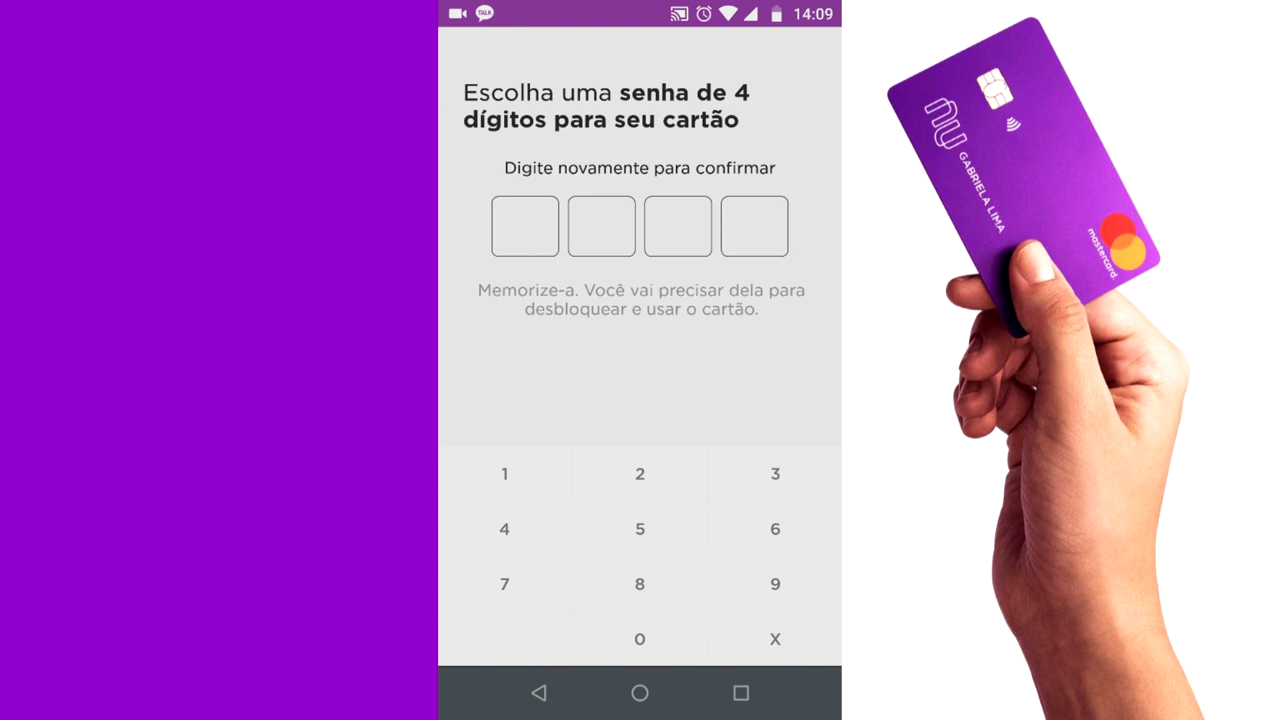 TALK
14:09
Escolha uma senha de 4
dígitos para seu cartão
Digite novamente para confirmar
Memorize-a. Você vai precisar dela para
desbloquear e usar o cartão.
1 2 3
4 5 6
7 8 9
0 X
nu
GABRIELA LIMA
mastercard.